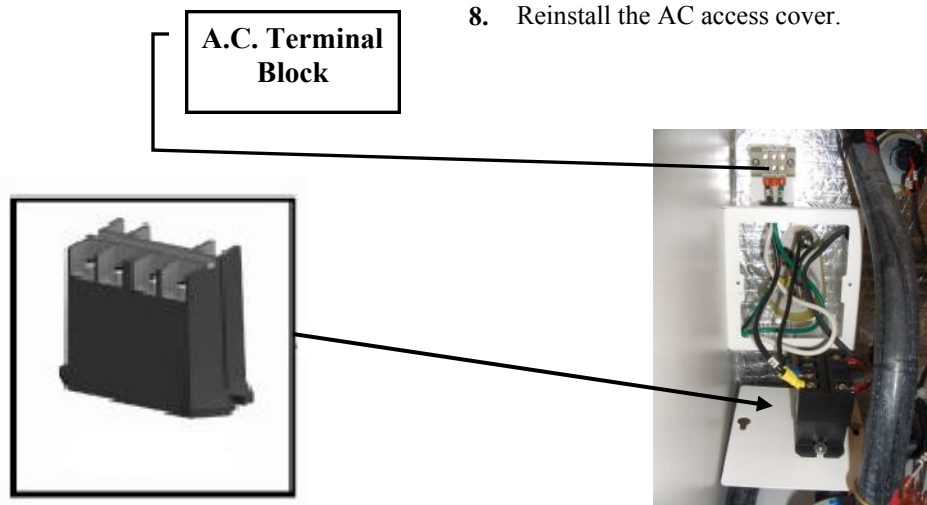 8. Reinstall the AC access cover.
A.C. Terminal
Block